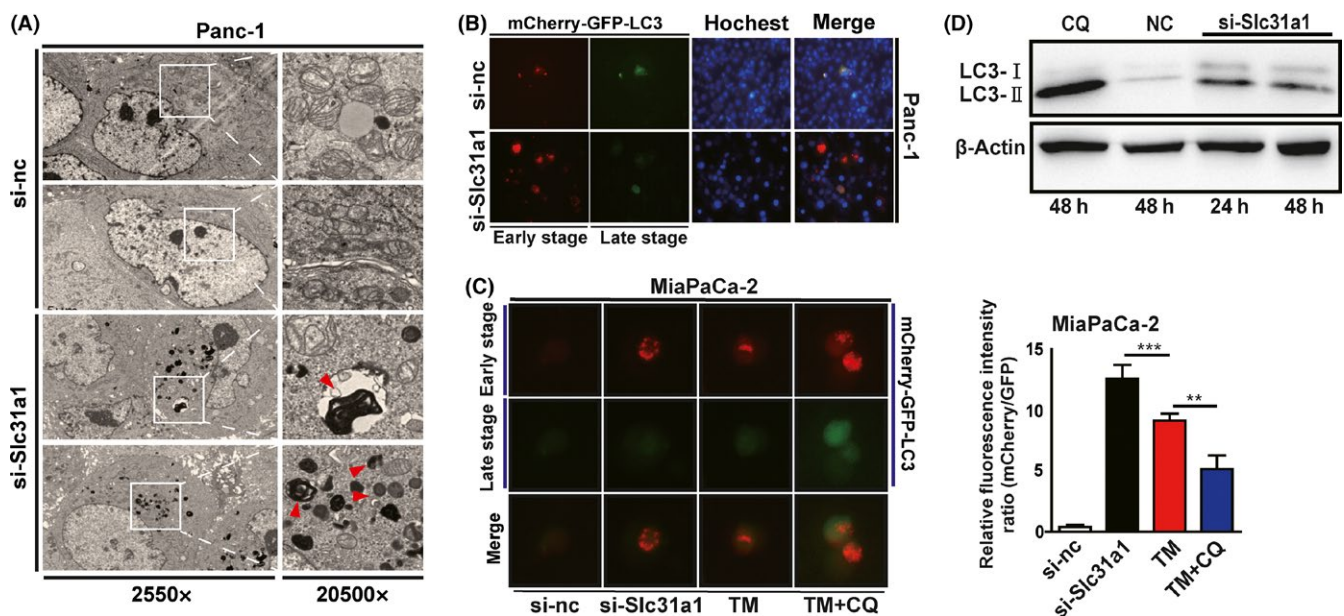 (A)
Panc-1
si-nc
si-Slc31a1
2550×
20500×
(B)
mCherry-GFP-LC3
Hochest
Merge
si-nc
si-Slc31a1
Panc-1
Early stage
Late stage
(C)
MiaPaCa-2
Early stage
Late stage
Merge
mCherry-GFP-LC3
si-nc
si-Slc31a1
TM
TM+CQ
(D)
CQ
NC
si-Slc31a1
LC3-Ⅰ
LC3-Ⅱ
β-Actin
48 h
48 h
24 h
48 h
MiaPaCa-2
Relative fluorescence intensity
ratio (mCherry/GFP)
15
10
5
0
***
**
si-nc
si-Slc31a1
TM
TM+CQ